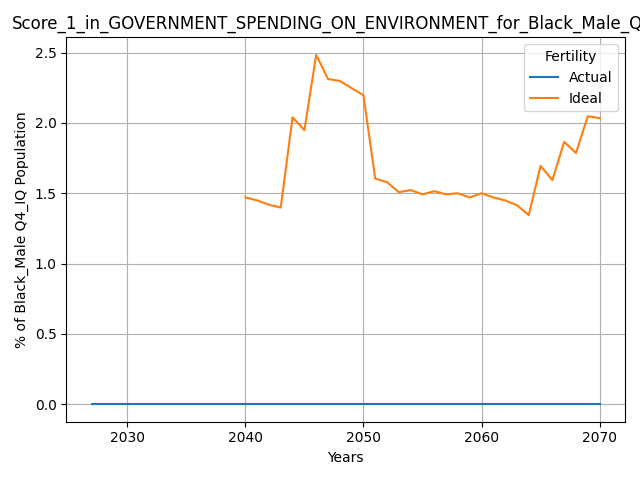 Score_1_in_GOVERNMENT_SPENDING_ON_ENVIRONMENT_for_Black_Male_Q
Fertility
Actual
Ideal
% of Black_Male Q4_IQ Population
2.5
2.0
1.5
1.0
0.5
0.0
2030 2040 2050 2060 2070
Years